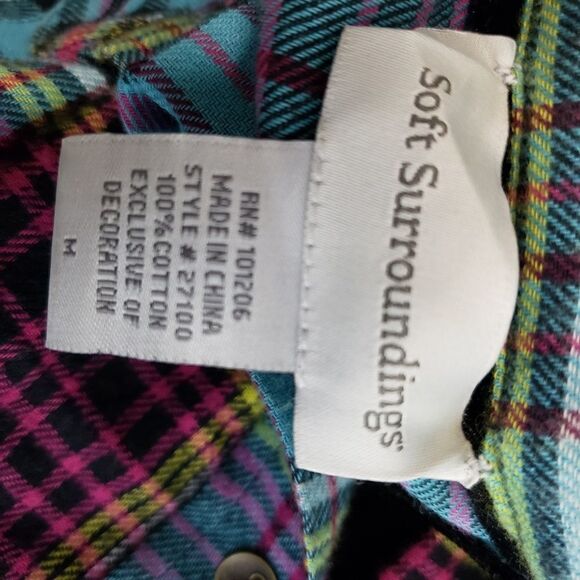 Soft Surroundings®
RN# 101206
MADE IN CHINA
STYLE # 27100
100% COTTON
EXCLUSIVE OF
DECORATION
M